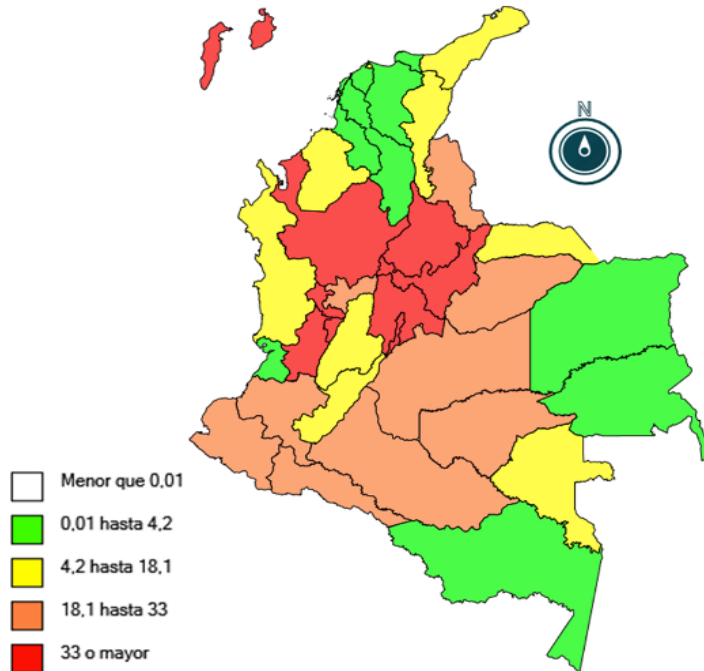 N
Menor que 0,01
0,01 hasta 4,2
4,2 hasta 18,1
18,1 hasta 33
33 o mayor